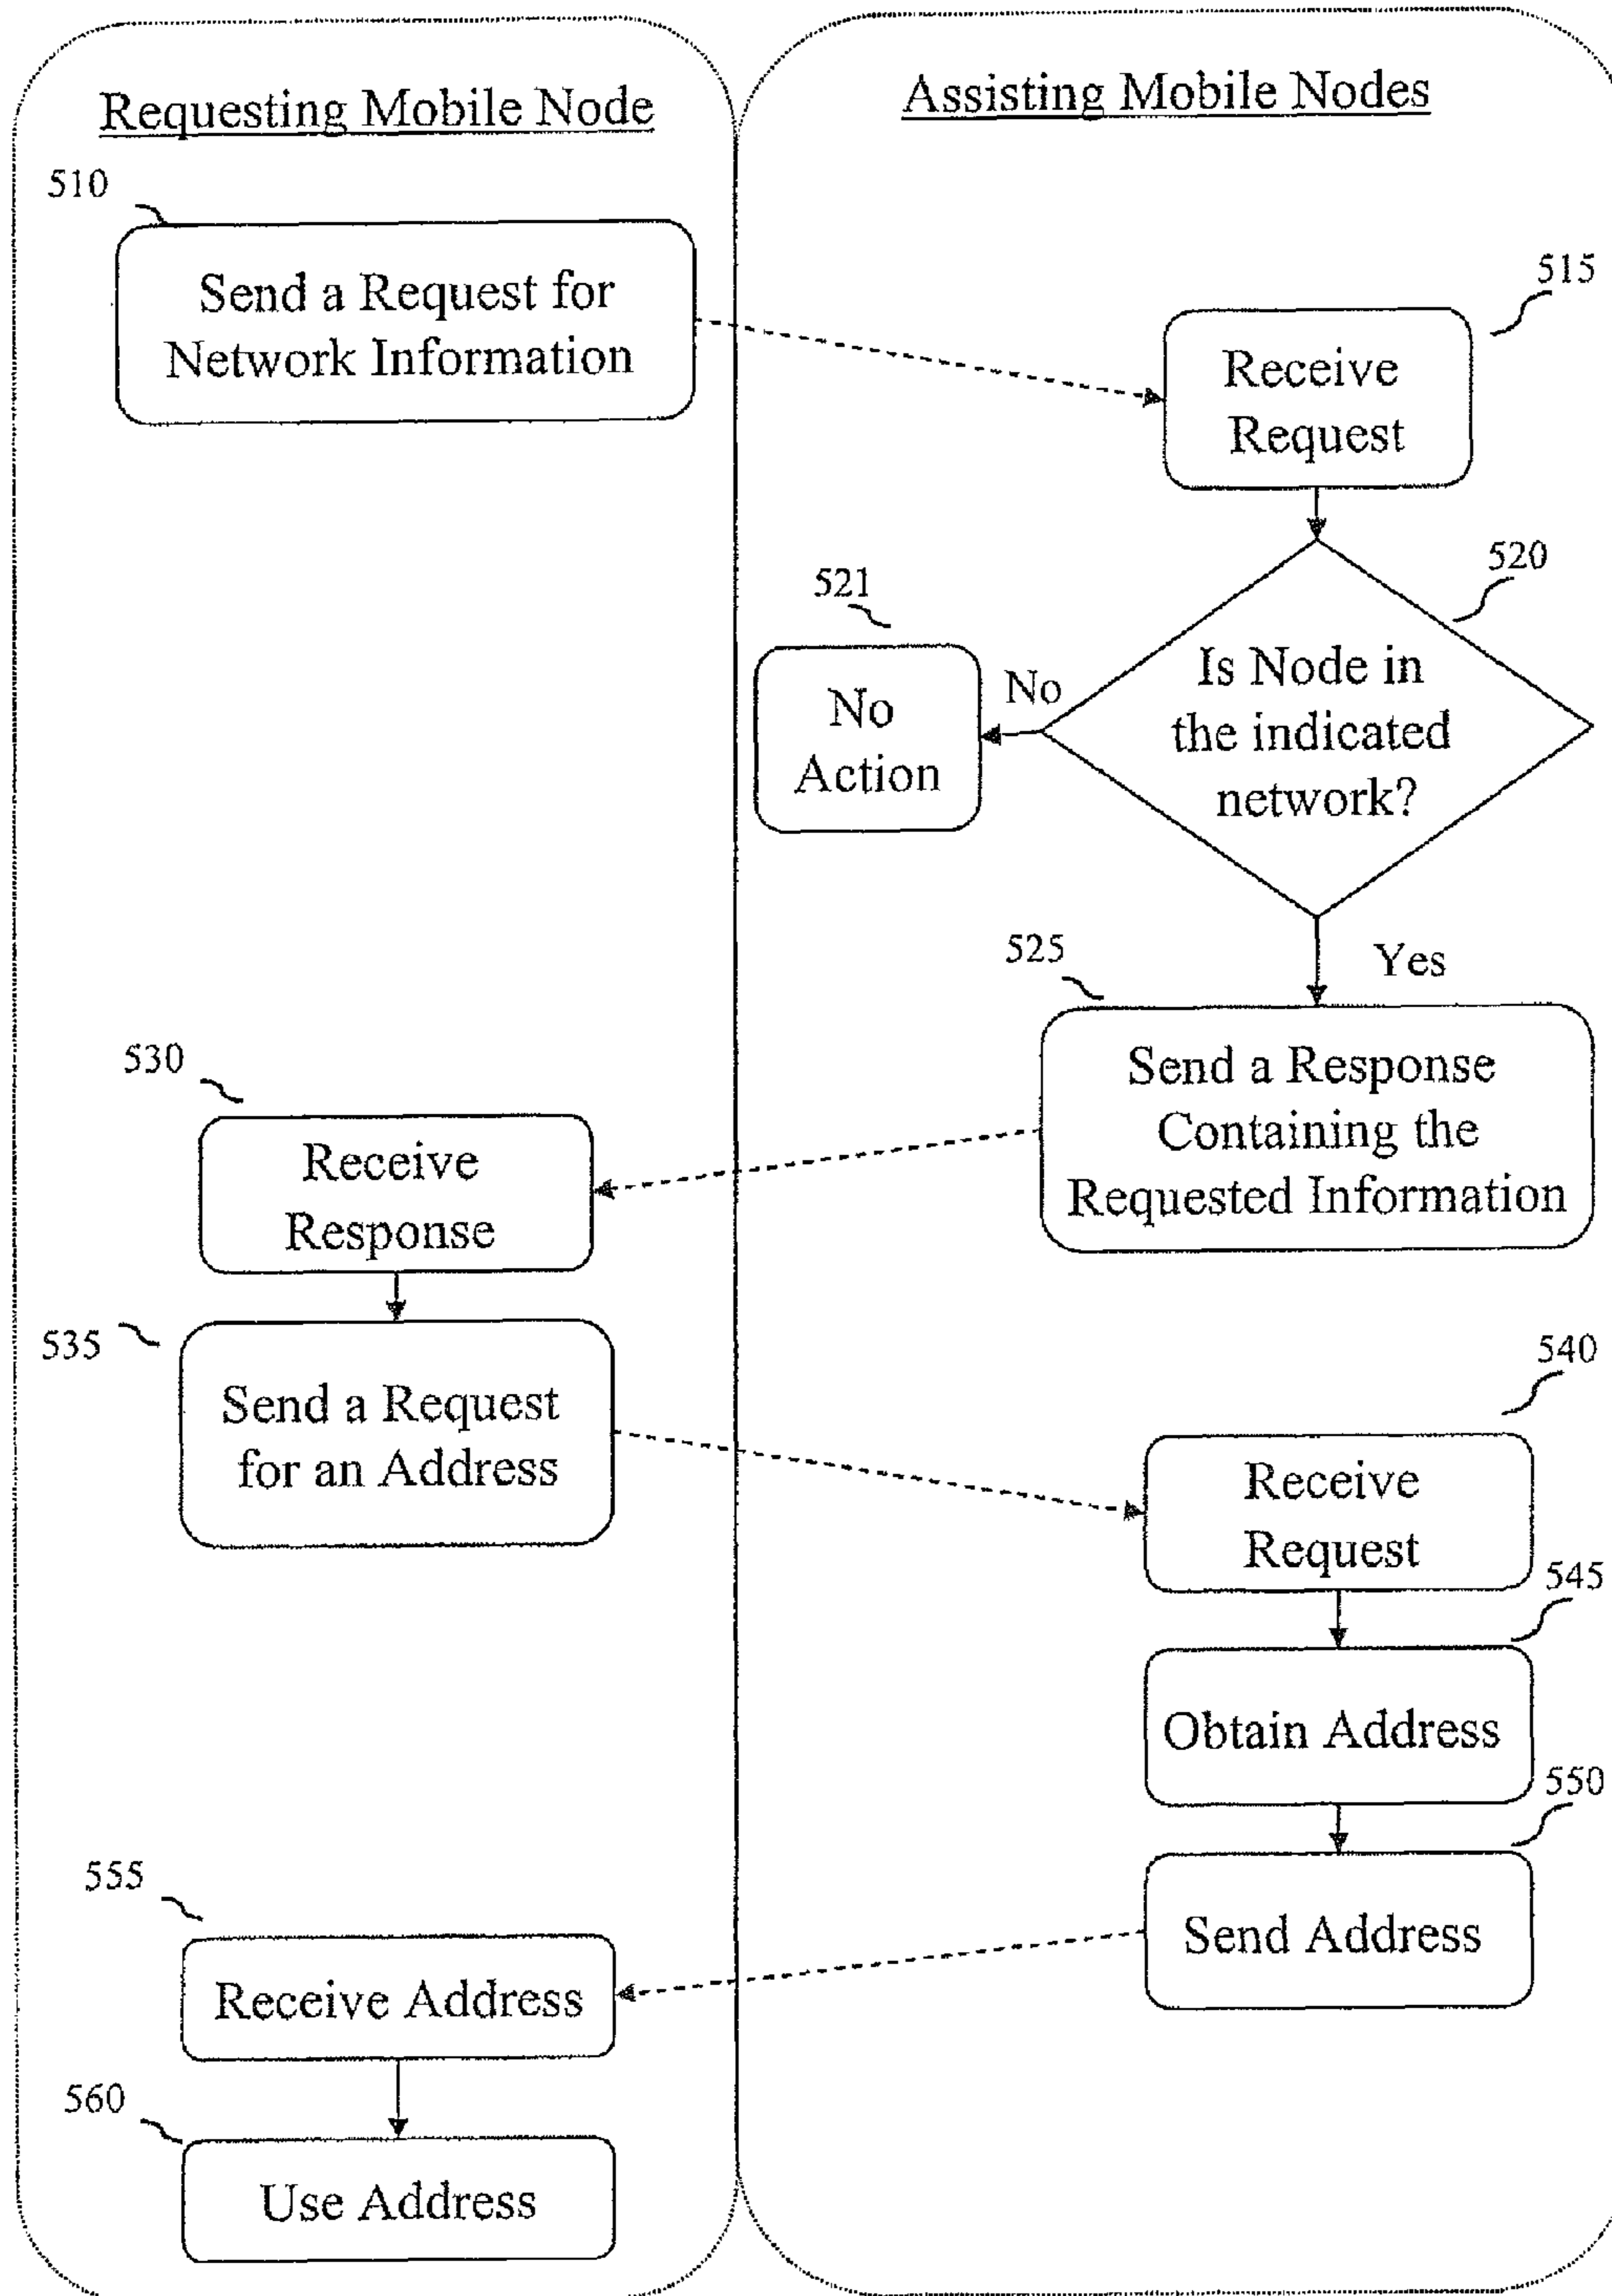 Requesting Mobile Node
Assisting Mobile Nodes
510
Send a Request for
Network Information
515
Receive
Request
520
Is Node in
the indicated
network?
521
No
No
Action
Yes
525
Send a Response
Containing the
Requested Information
530
Receive
Response
535
Send a Request
for an Address
540
Receive
Request
545
Obtain Address
550
Send Address
555
Receive Address
560
Use Address